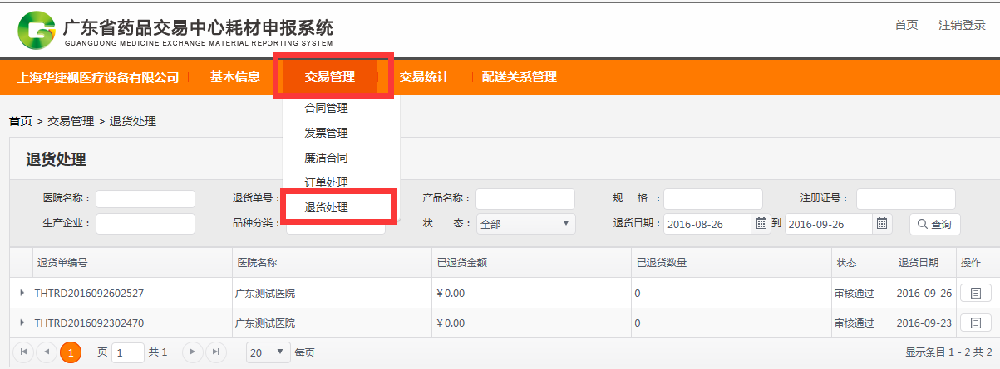 广东省药品交易中心耗材申报系统
GUANGDONG MEDICINE EXCHANGE MATERIAL REPORTING SYSTEM
首页 注销登录
上海华捷视医疗设备有限公司 基本信息 交易管理 交易统计 配送关系管理
合同管理
发票管理
廉洁合同
订单处理
退货处理
首页 > 交易管理 > 退货处理
退货处理
医院名称: 退货单号: 产品名称: 规 格 : 注册证号:
生产企业: 品种分类: 状 态: 全部 退货日期: 2016-08-26 到 2016-09-26 查询
退货单编号 医院名称 已退货金额 已退货数量 状态 退货日期 操作
THTRD2016092602527 广东测试医院 ¥ 0.00 0 审核通过 2016-09-26
THTRD2016092302470 广东测试医院 ¥ 0.00 0 审核通过 2016-09-23
1 页 1 共 1 20 每页 显示条目 1 - 2 共 2